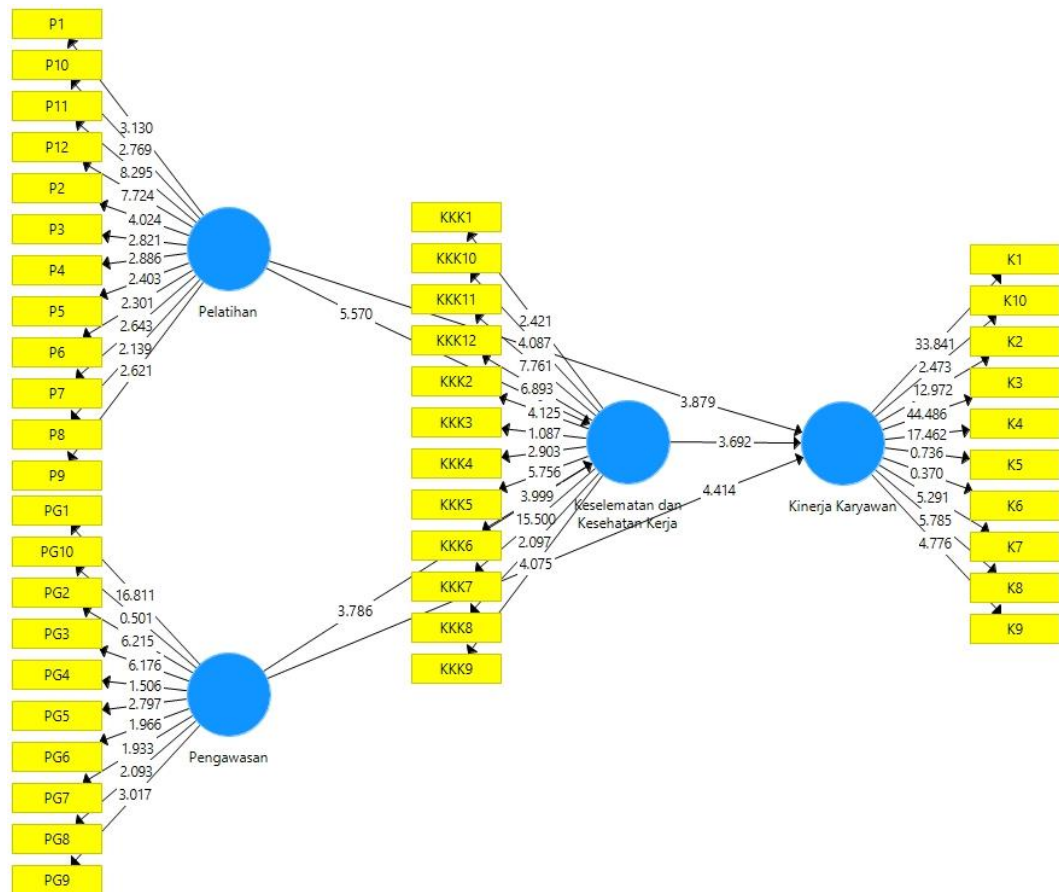 P1
P10
P11
P12
P2
P3
P4
P5
P6
P7
P8
P9
3.130
2.769
8.295
7.724
4.024
2.821
2.886
2.403
2.301
2.643
2.139
2.621
Pelatihan
PG1
PG10
PG2
PG3
PG4
PG5
PG6
PG7
PG8
PG9
16.811
0.501
6.215
6.176
1.506
2.797
1.966
1.933
2.093
3.017
Pengawasan
5.570
3.786
KKK1
KKK10
KKK11
KKK12
KKK2
KKK3
KKK4
KKK5
KKK6
KKK7
KKK8
KKK9
2.421
4.087
7.761
6.893
4.125
1.087
2.903
5.756
3.999
15.500
2.097
4.075
Keselematan dan
Kesehatan Kerja
3.879
3.692
4.414
Kinerja Karyawan
33.841
2.473
12.972
44.486
17.462
0.736
0.370
5.291
5.785
4.776
K1
K10
K2
K3
K4
K5
K6
K7
K8
K9